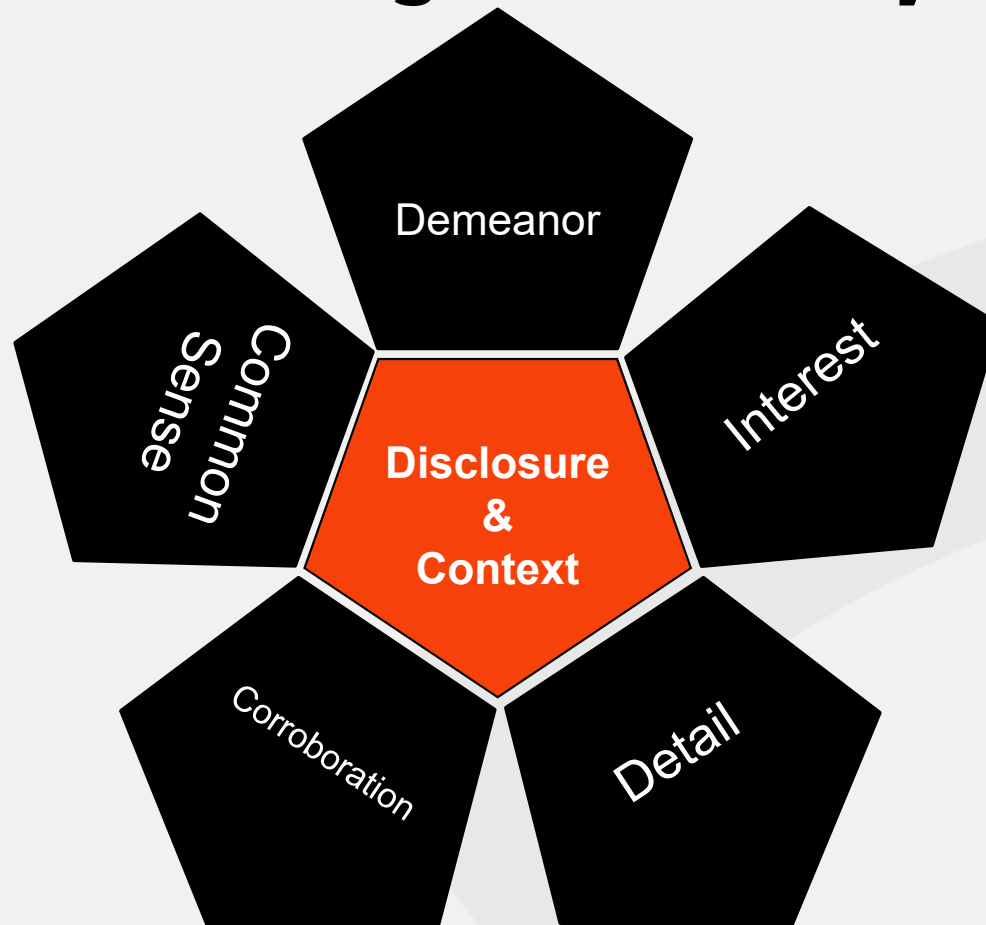 Demeanor
Interest
Common
Sense
Disclosure
&
Context
Corroboration
Detail